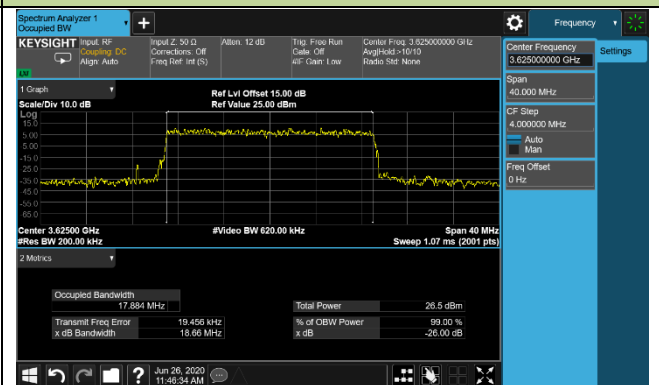 Spectrum Analyzer 1
Occupied BW
+
Frequency
KEYSIGHT
Input: RF
Coupling: DC
Align: Auto
Input Z: 50 Ω
Corrections: Off
Freq Ref: Int (S)
Atten: 12 dB
Trig: Free Run
Gate: Off
#IF Gain: Low
Center Freq: 3.625000000 GHz
Avg|Hold:>10/10
Radio Std: None
Center Frequency
3.625000000 GHz
Settings
Span
40.000 MHz
CF Step
4.000000 MHz
Auto
Man
Freq Offset
0 Hz
1 Graph
Scale/Div 10.0 dB
Ref Lvl Offset 15.00 dB
Ref Value 25.00 dBm
Log
15.0
5.00
-5.00
-15.0
-25.0
-35.0
-45.0
-55.0
-65.0
Center 3.62500 GHz
#Res BW 200.00 kHz
#Video BW 620.00 kHz
Span 40 MHz
Sweep 1.07 ms (2001 pts)
2 Metrics
Occupied Bandwidth
17.884 MHz
Total Power 26.5 dBm
Transmit Freq Error 19.456 kHz
% of OBW Power 99.00 %
x dB Bandwidth 18.66 MHz
x dB -26.00 dB
?
Jun 26, 2020
11:46:34 AM